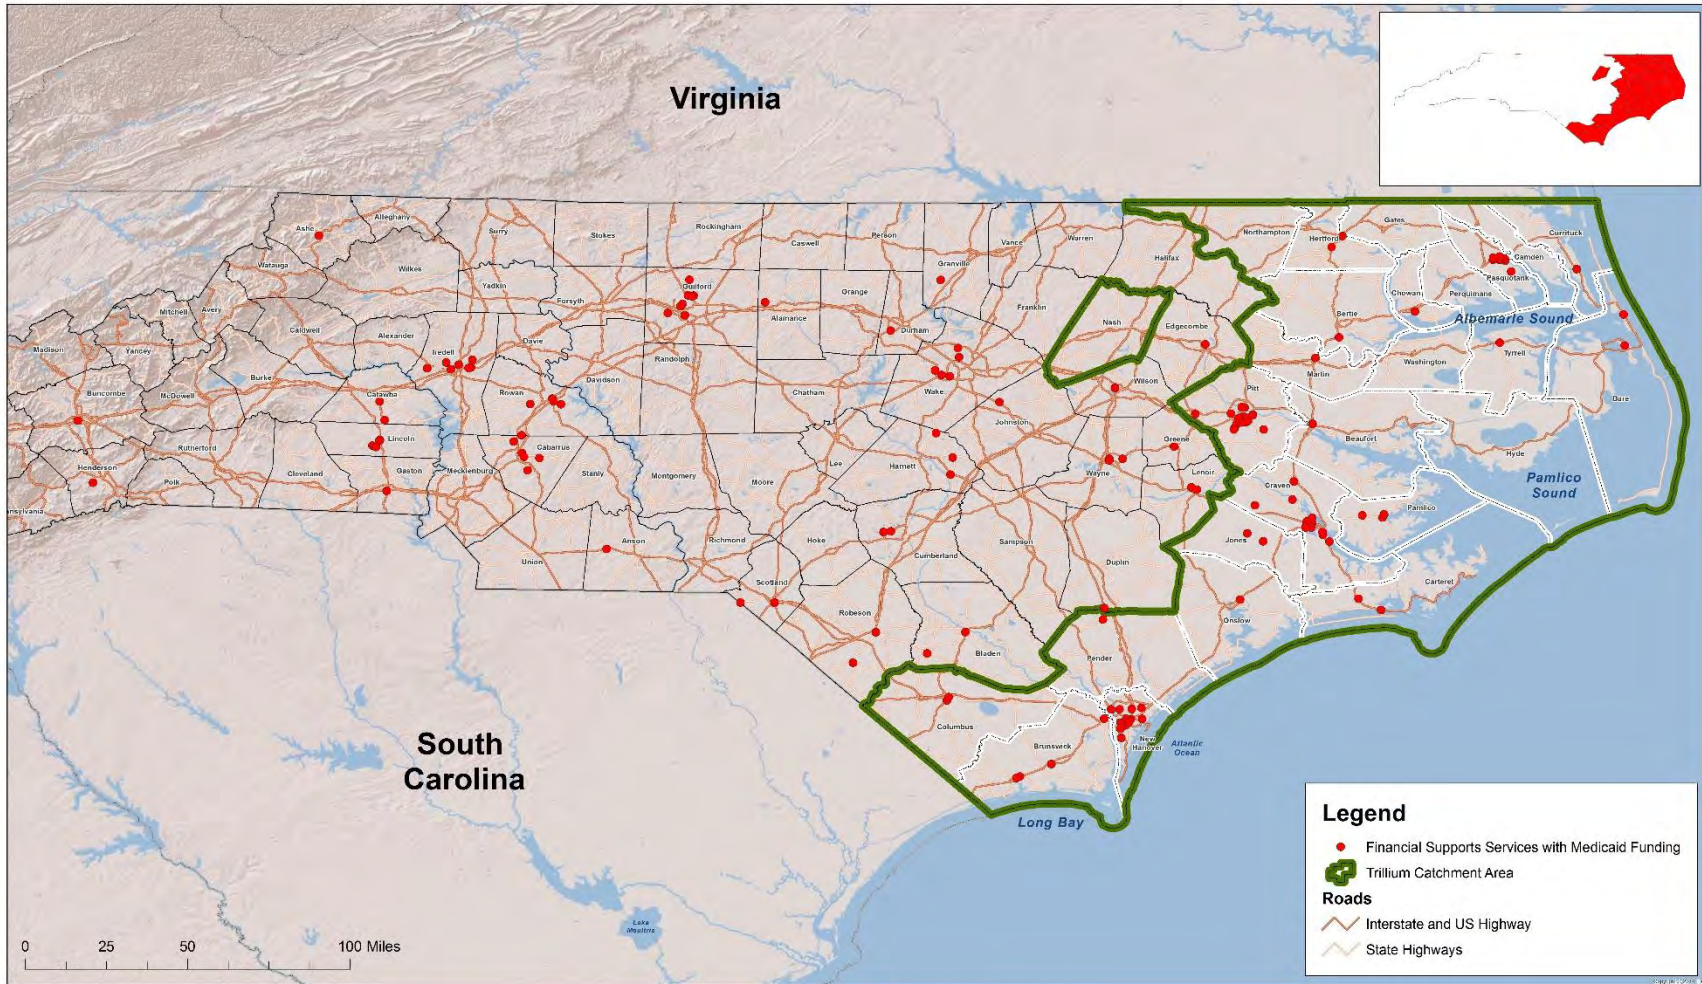 Virginia
Alleghany
Ashe
Surry
Stokes
Rockingham
Caswell
Person
Granville
Vance
Warren
Northampton
Gates
Hertford
Currituck
Camden
Pasquotank
Halifax
Watauga
Wilkes
Yadkin
Forsyth
Guilford
Alamance
Orange
Durham
Franklin
Nash
Edgecombe
Bertie
Chowan
Perquimans
Albemarle Sound
Mitchell
Avery
Caldwell
Alexander
Iredell
Davie
Madison
Yancey
Randolph
Davidson
Chatham
Wake
Wilson
Pitt
Martin
Washington
Tyrrell
Dare
Buncombe
McDowell
Burke
Catawba
Rowan
Johnston
Greene
Beaufort
Hyde
Henderson
Rutherford
Polk
Cleveland
Lincoln
Gaston
Mecklenburg
Cabarrus
Stanly
Montgomery
Moore
Lee
Harnett
Wayne
Lenoir
Craven
Pamlico
Pamlico
Sound
nsylvania
Union
Anson
Richmond
Hoke
Cumberland
Sampson
Duplin
Jones
Carteret
Scotland
Robeson
Bladen
Pender
Onslow
Columbus
Brunswick
New
Hanover
Atlantic
Ocean
South
Carolina
Long Bay
Lake
Moultrie
0 25 50 100 Miles
Legend
Financial Supports Services with Medicaid Funding
Trillium Catchment Area
Roads
Interstate and US Highway
State Highways